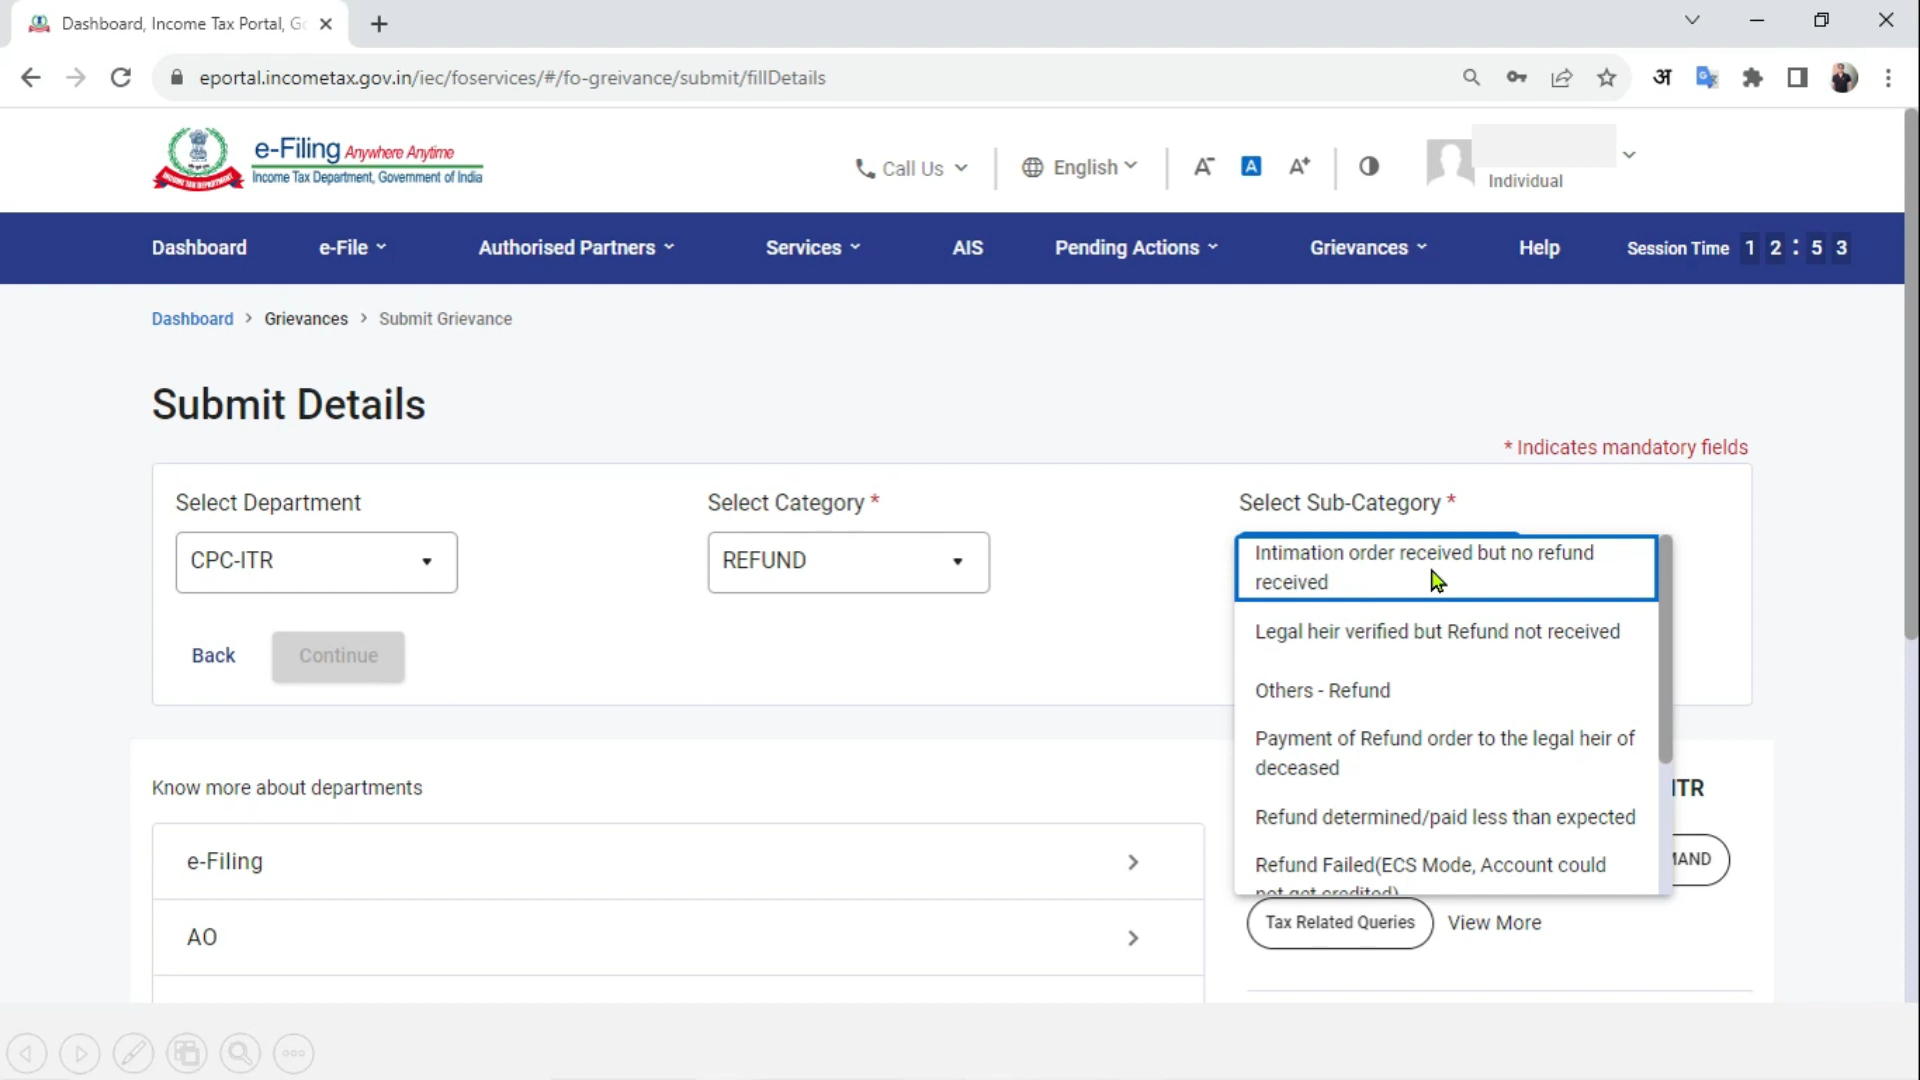 Dashboard, Income Tax Portal, Go
eportal.incometax.gov.in/iec/foservices/#/fo-greivance/submit/fillDetails
अ
e-Filing Anywhere Anytime
Income Tax Department, Government of India
Call Us
English
A-
A
A+
Individual
Dashboard
e-File
Authorised Partners
Services
AIS
Pending Actions
Grievances
Help
Session Time 1 2 : 5 3
Dashboard > Grievances > Submit Grievance
Submit Details
* Indicates mandatory fields
Select Department
Select Category *
Select Sub-Category *
CPC-ITR
REFUND
Intimation order received but no refund
received
Legal heir verified but Refund not received
Others - Refund
Payment of Refund order to the legal heir of
deceased
Refund determined/paid less than expected
Refund Failed(ECS Mode, Account could
not get credited)
Back
Continue
Know more about departments
ITR
e-Filing
MAND
AO
Tax Related Queries
View More